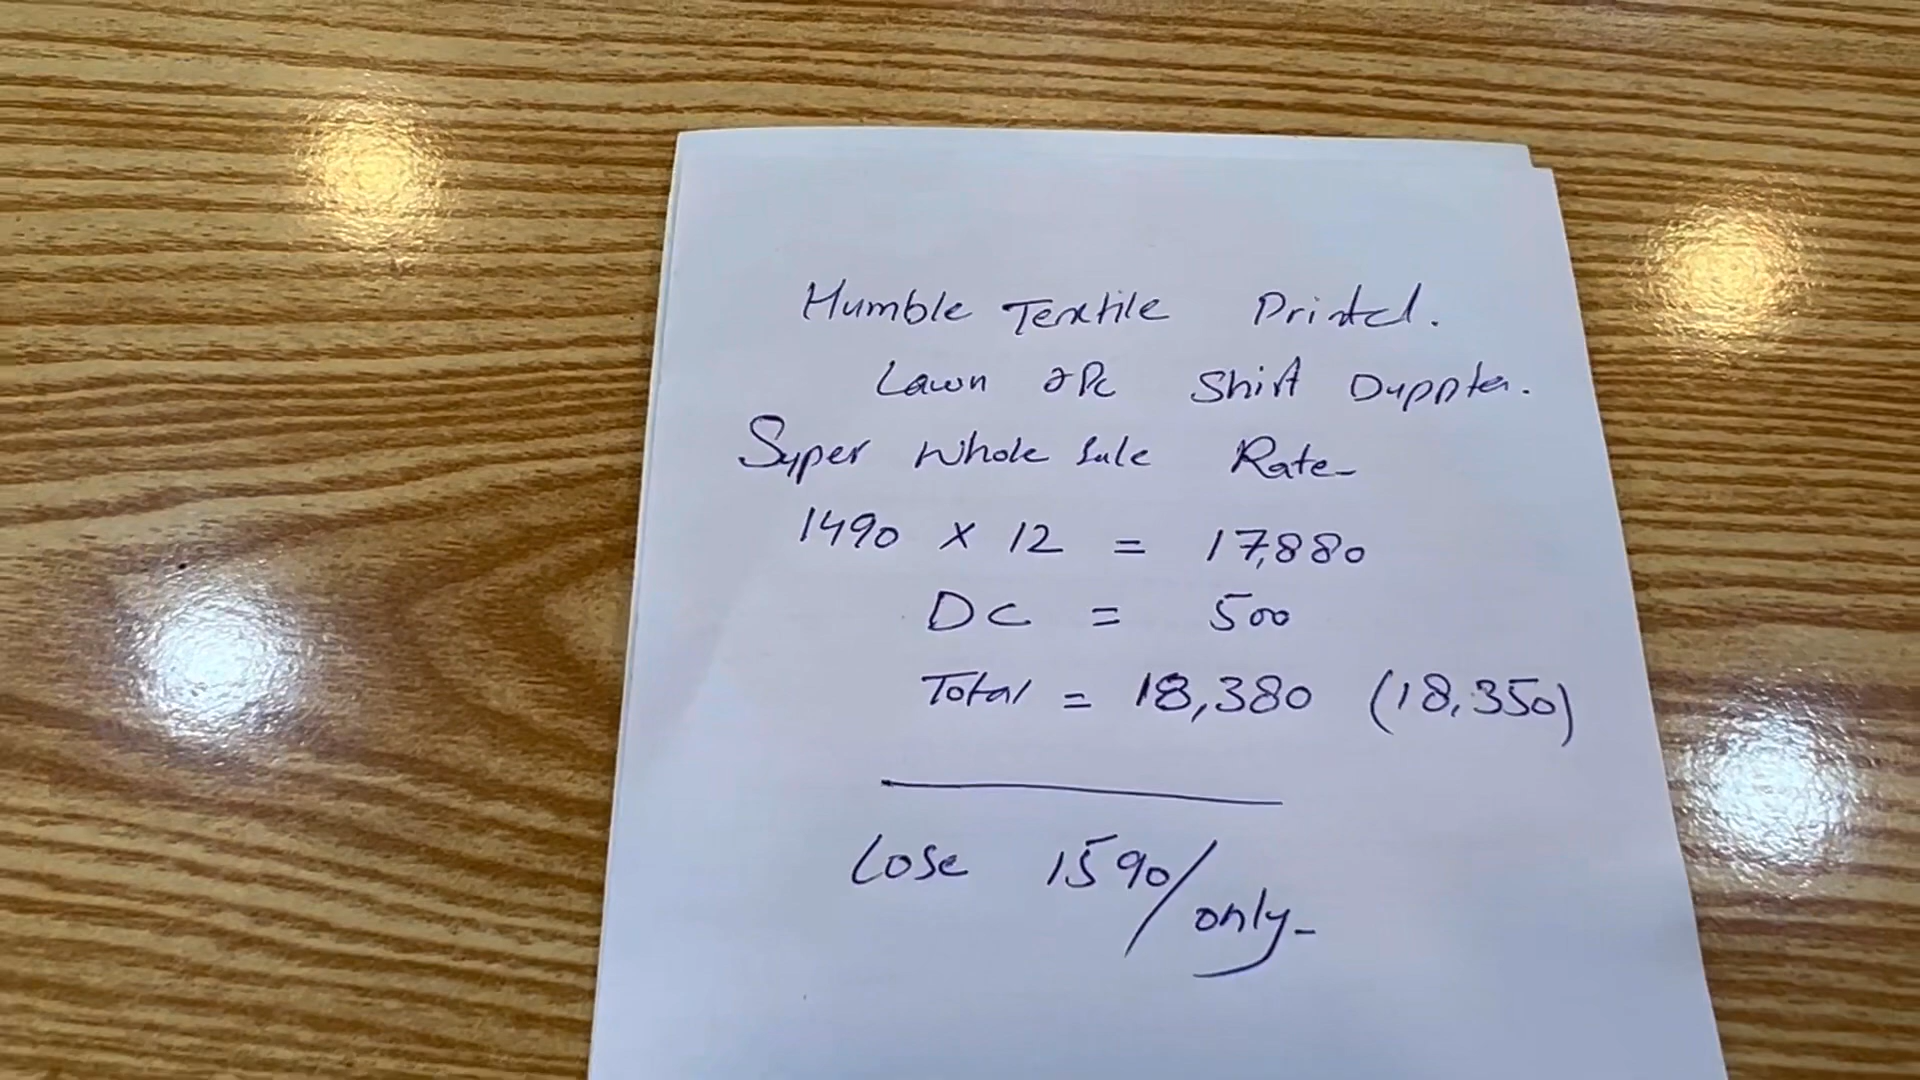 Humble Textile Printed.
Lawn 2Pc Shirt Duppta.
Super Whole Sale Rate-
1490 x 12 = 17,880
DC = 500
Total = 18,380 (18,350)
Lose 1590/only-